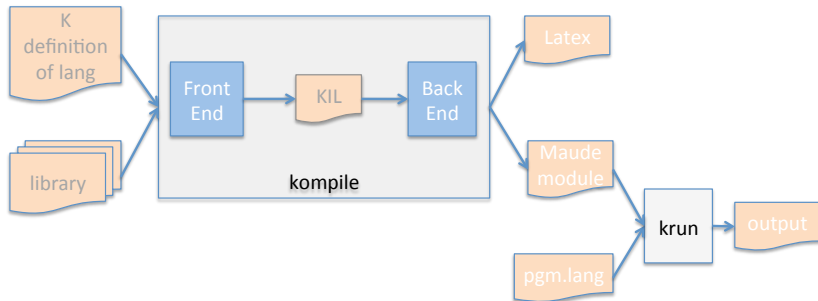 K
definition
of lang
library
Front
End
KIL
Back
End
kompile
Latex
Maude
module
pgm.lang
krun
output